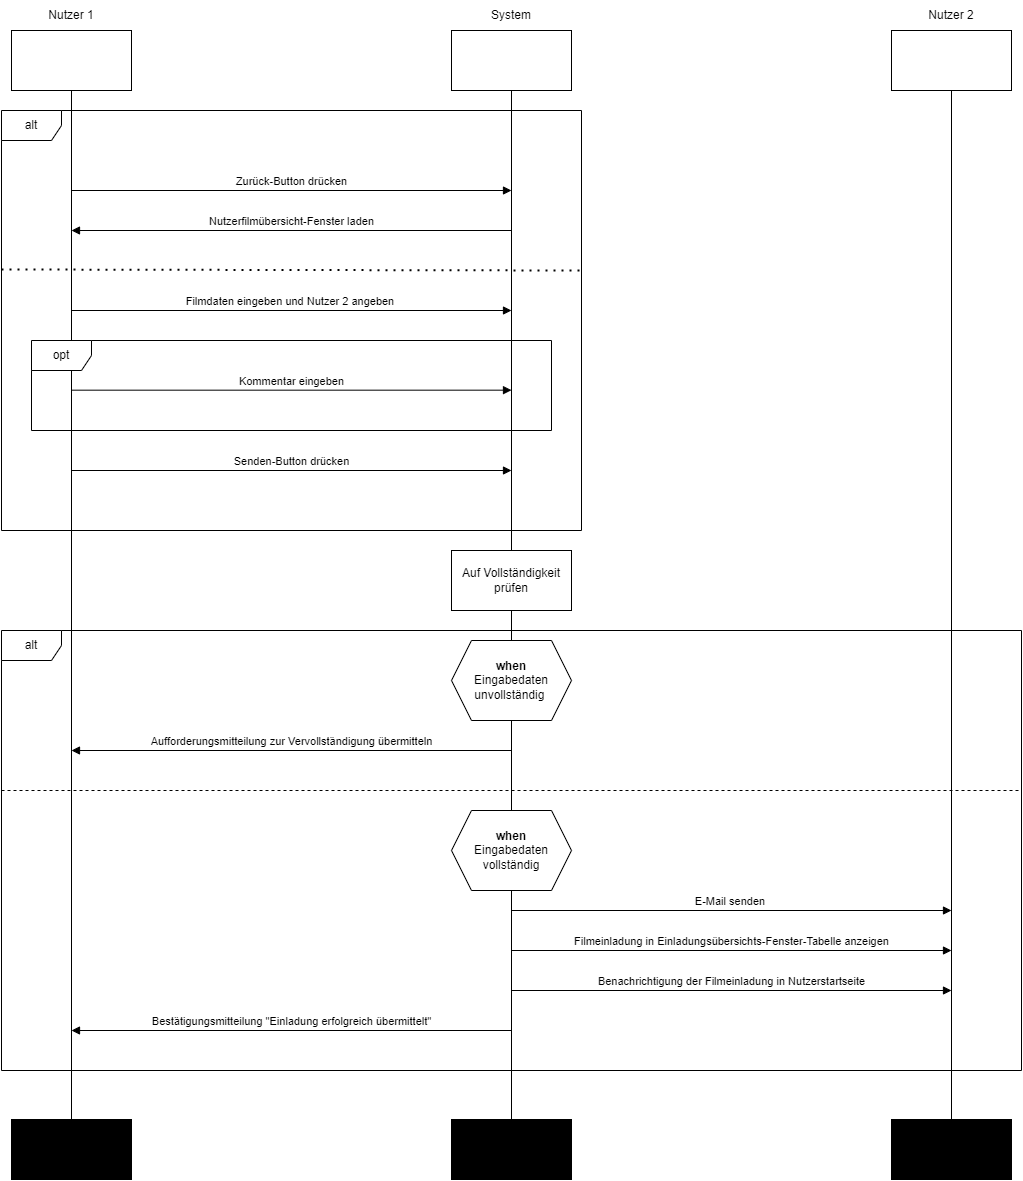 Nutzer 1
System
Nutzer 2
alt
Zurück-Button drücken
Nutzerfilmübersicht-Fenster laden
Filmdaten eingeben und Nutzer 2 angeben
opt
Kommentar eingeben
Senden-Button drücken
Auf Vollständigkeit
prüfen
alt
when
Eingabedaten
unvollständig
Aufforderungsmitteilung zur Vervollständigung übermitteln
when
Eingabedaten
vollständig
E-Mail senden
Filmeinladung in Einladungsübersichts-Fenster-Tabelle anzeigen
Benachrichtigung der Filmeinladung in Nutzerstartseite
Bestätigungsmitteilung "Einladung erfolgreich übermittelt"